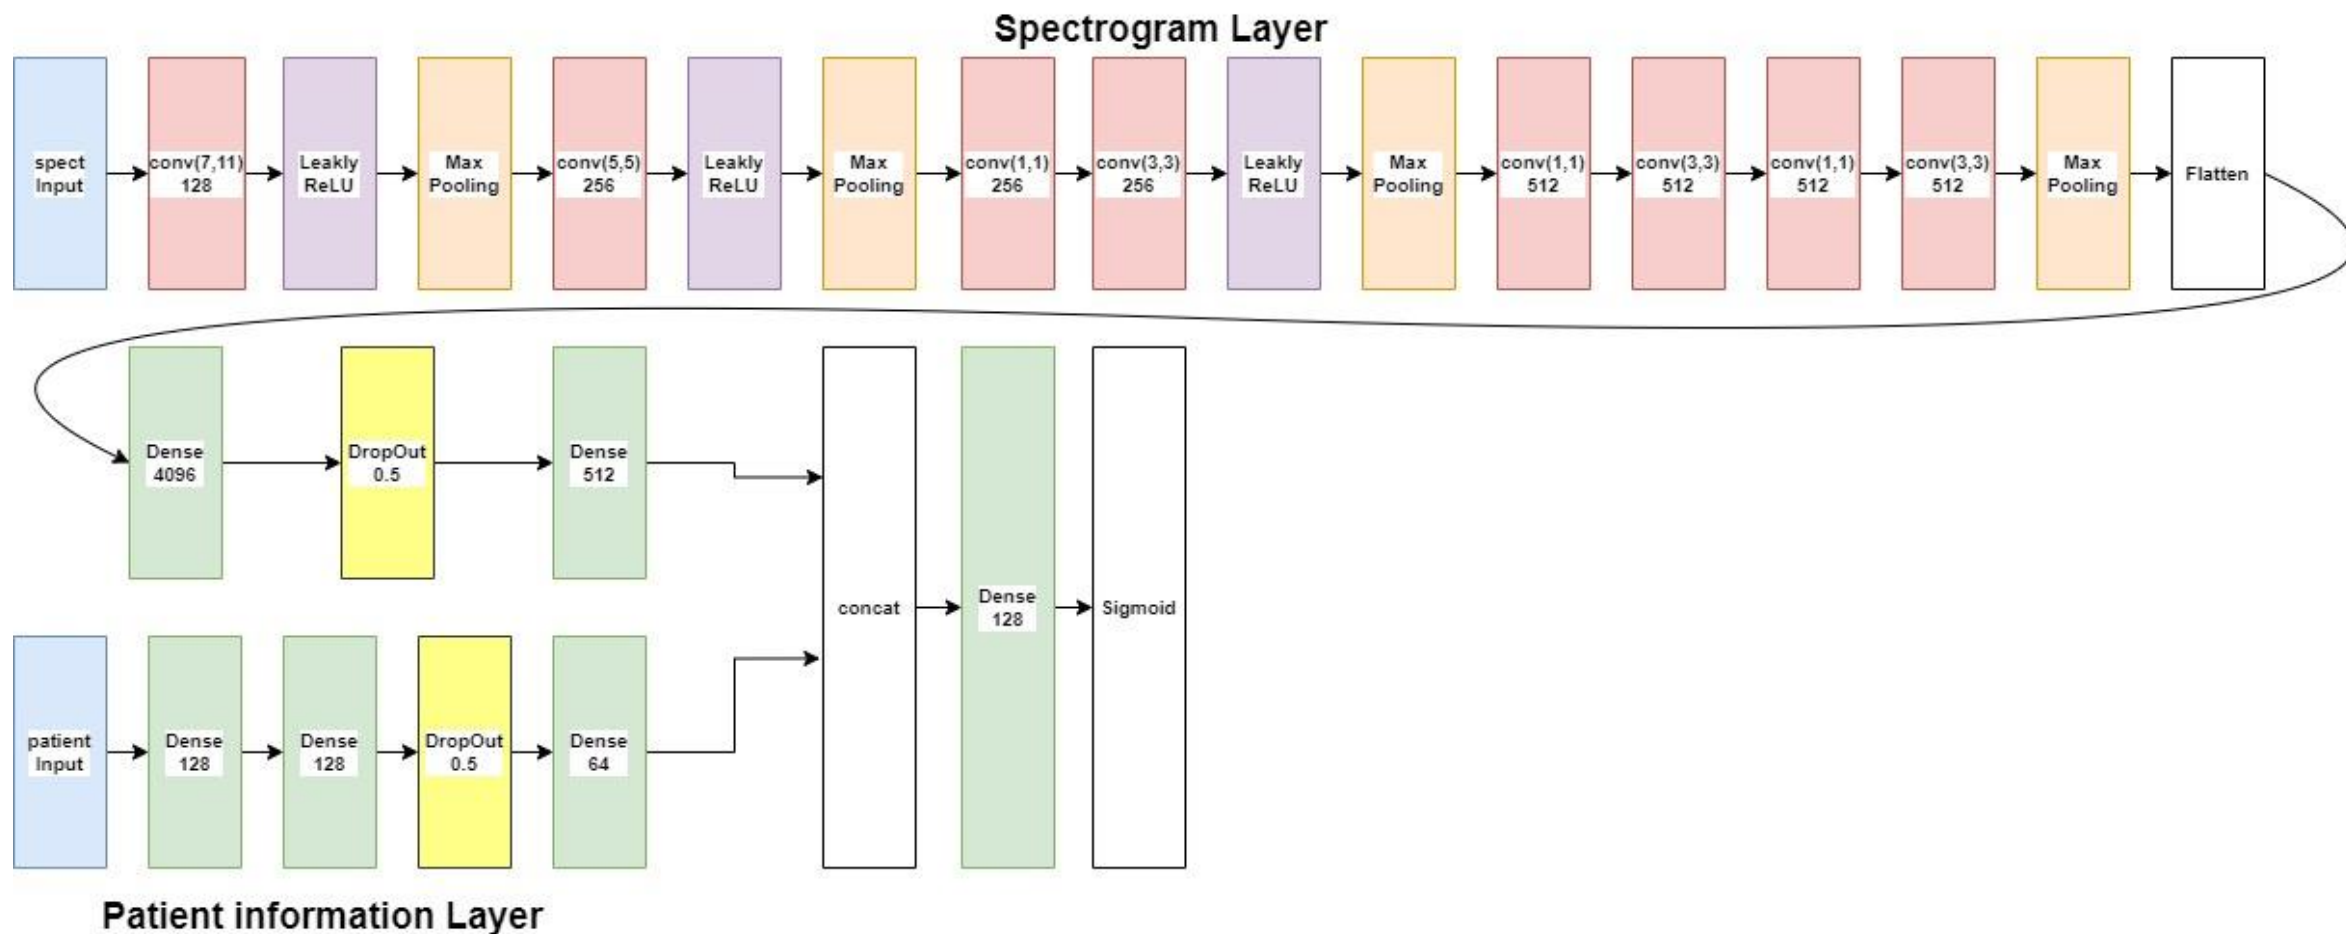 Spectrogram Layer
spect
Input
conv(7,11)
128
Leakly
ReLU
Max
Pooling
conv(5,5)
256
Leakly
ReLU
Max
Pooling
conv(1,1)
256
conv(3,3)
256
Leakly
ReLU
Max
Pooling
conv(1,1)
512
conv(3,3)
512
conv(1,1)
512
conv(3,3)
512
Max
Pooling
Flatten
Dense
4096
DropOut
0.5
Dense
512
concat
Dense
128
Sigmoid
patient
Input
Dense
128
Dense
128
DropOut
0.5
Dense
64
Patient information Layer